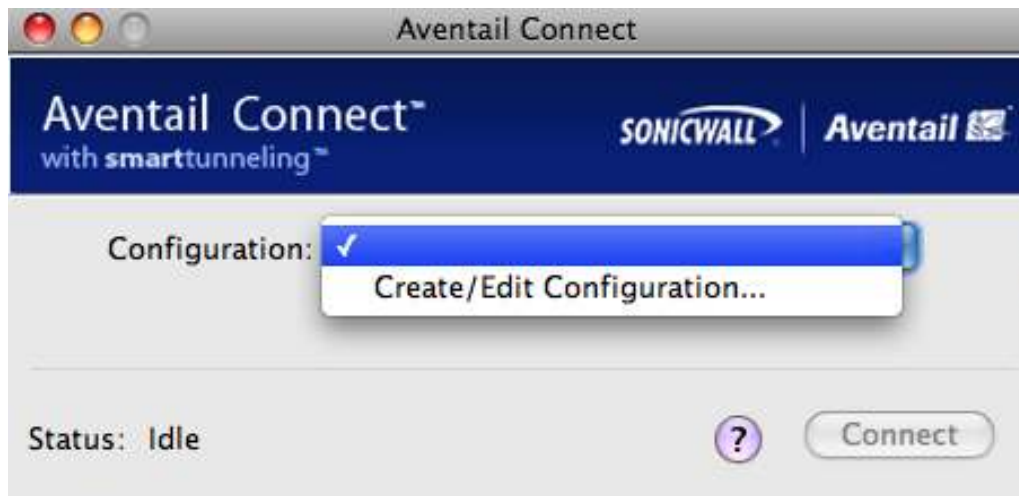 Aventail Connect
Aventail Connect™
with smarttunneling™
SONICWALL | Aventail
Configuration: ✓
Create/Edit Configuration...
Status: Idle
?
Connect